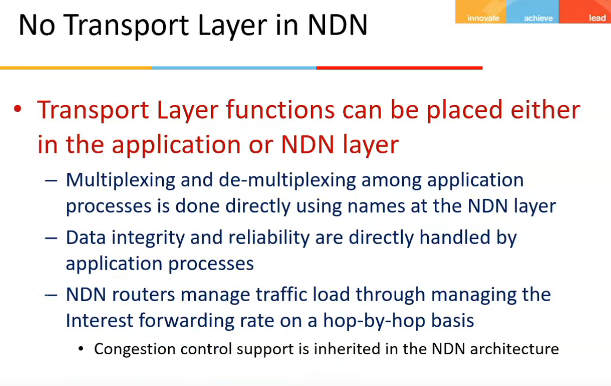 No Transport Layer in NDN
innovate achieve lead
• Transport Layer functions can be placed either
in the application or NDN layer
– Multiplexing and de-multiplexing among application
processes is done directly using names at the NDN layer
– Data integrity and reliability are directly handled by
application processes
– NDN routers manage traffic load through managing the
Interest forwarding rate on a hop-by-hop basis
• Congestion control support is inherited in the NDN architecture